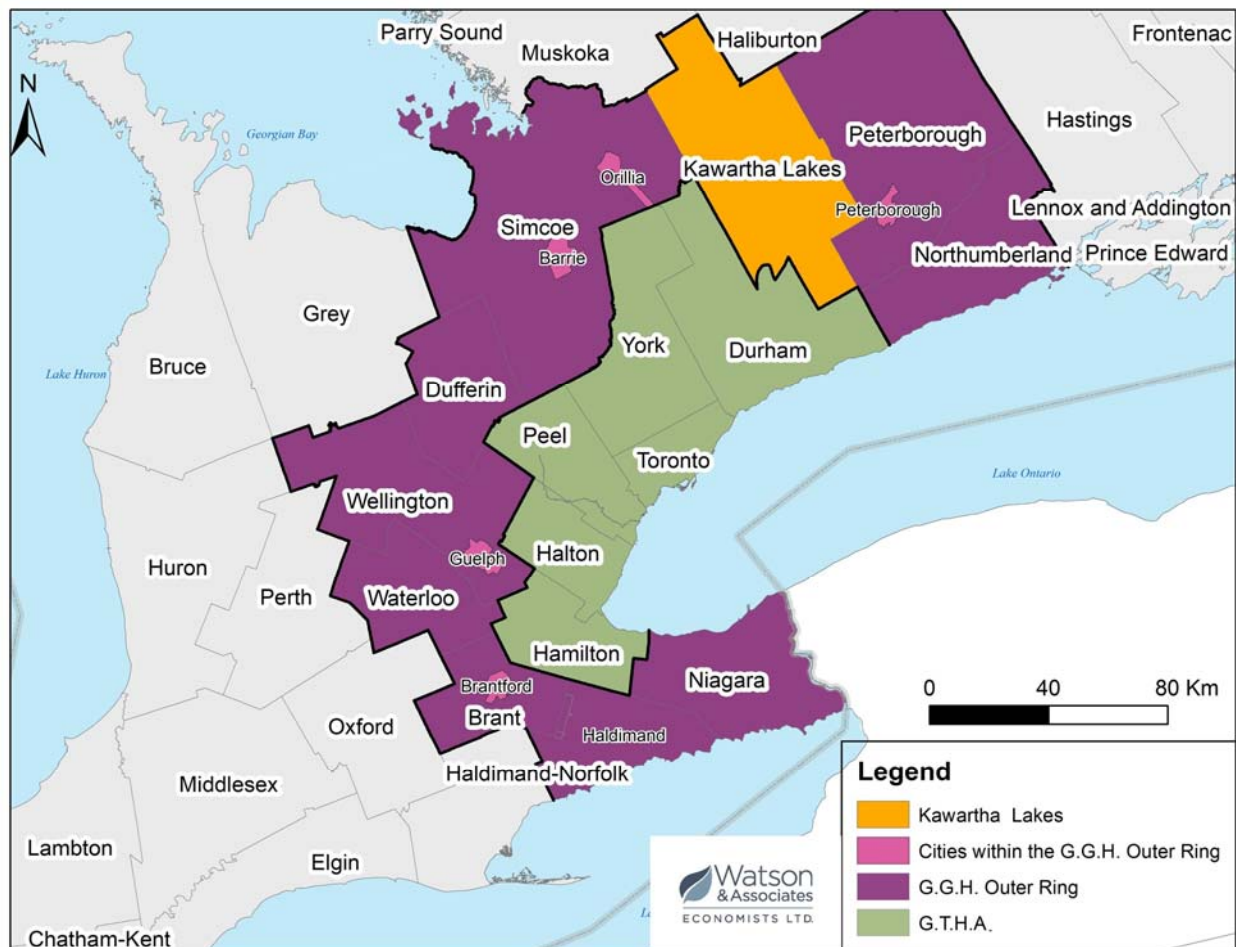 Parry Sound
Muskoka
Haliburton
Frontenac
N
Georgian Bay
Hastings
Peterborough
Kawartha Lakes
Orillia
Peterborough
Lennox and Addington
Simcoe
Barrie
Northumberland
Prince Edward
Grey
York
Durham
Bruce
Lake Huron
Dufferin
Peel
Toronto
Lake Ontario
Wellington
Guelph
Halton
Huron
Perth
Waterloo
Hamilton
Niagara
Brantford
Brant
0 40 80 Km
Oxford
Haldimand
Haldimand-Norfolk
Middlesex
Lambton
Elgin
Chatham-Kent
Watson
& Associates
ECONOMISTS LTD.
Legend
Kawartha Lakes
Cities within the G.G.H. Outer Ring
G.G.H. Outer Ring
G.T.H.A.